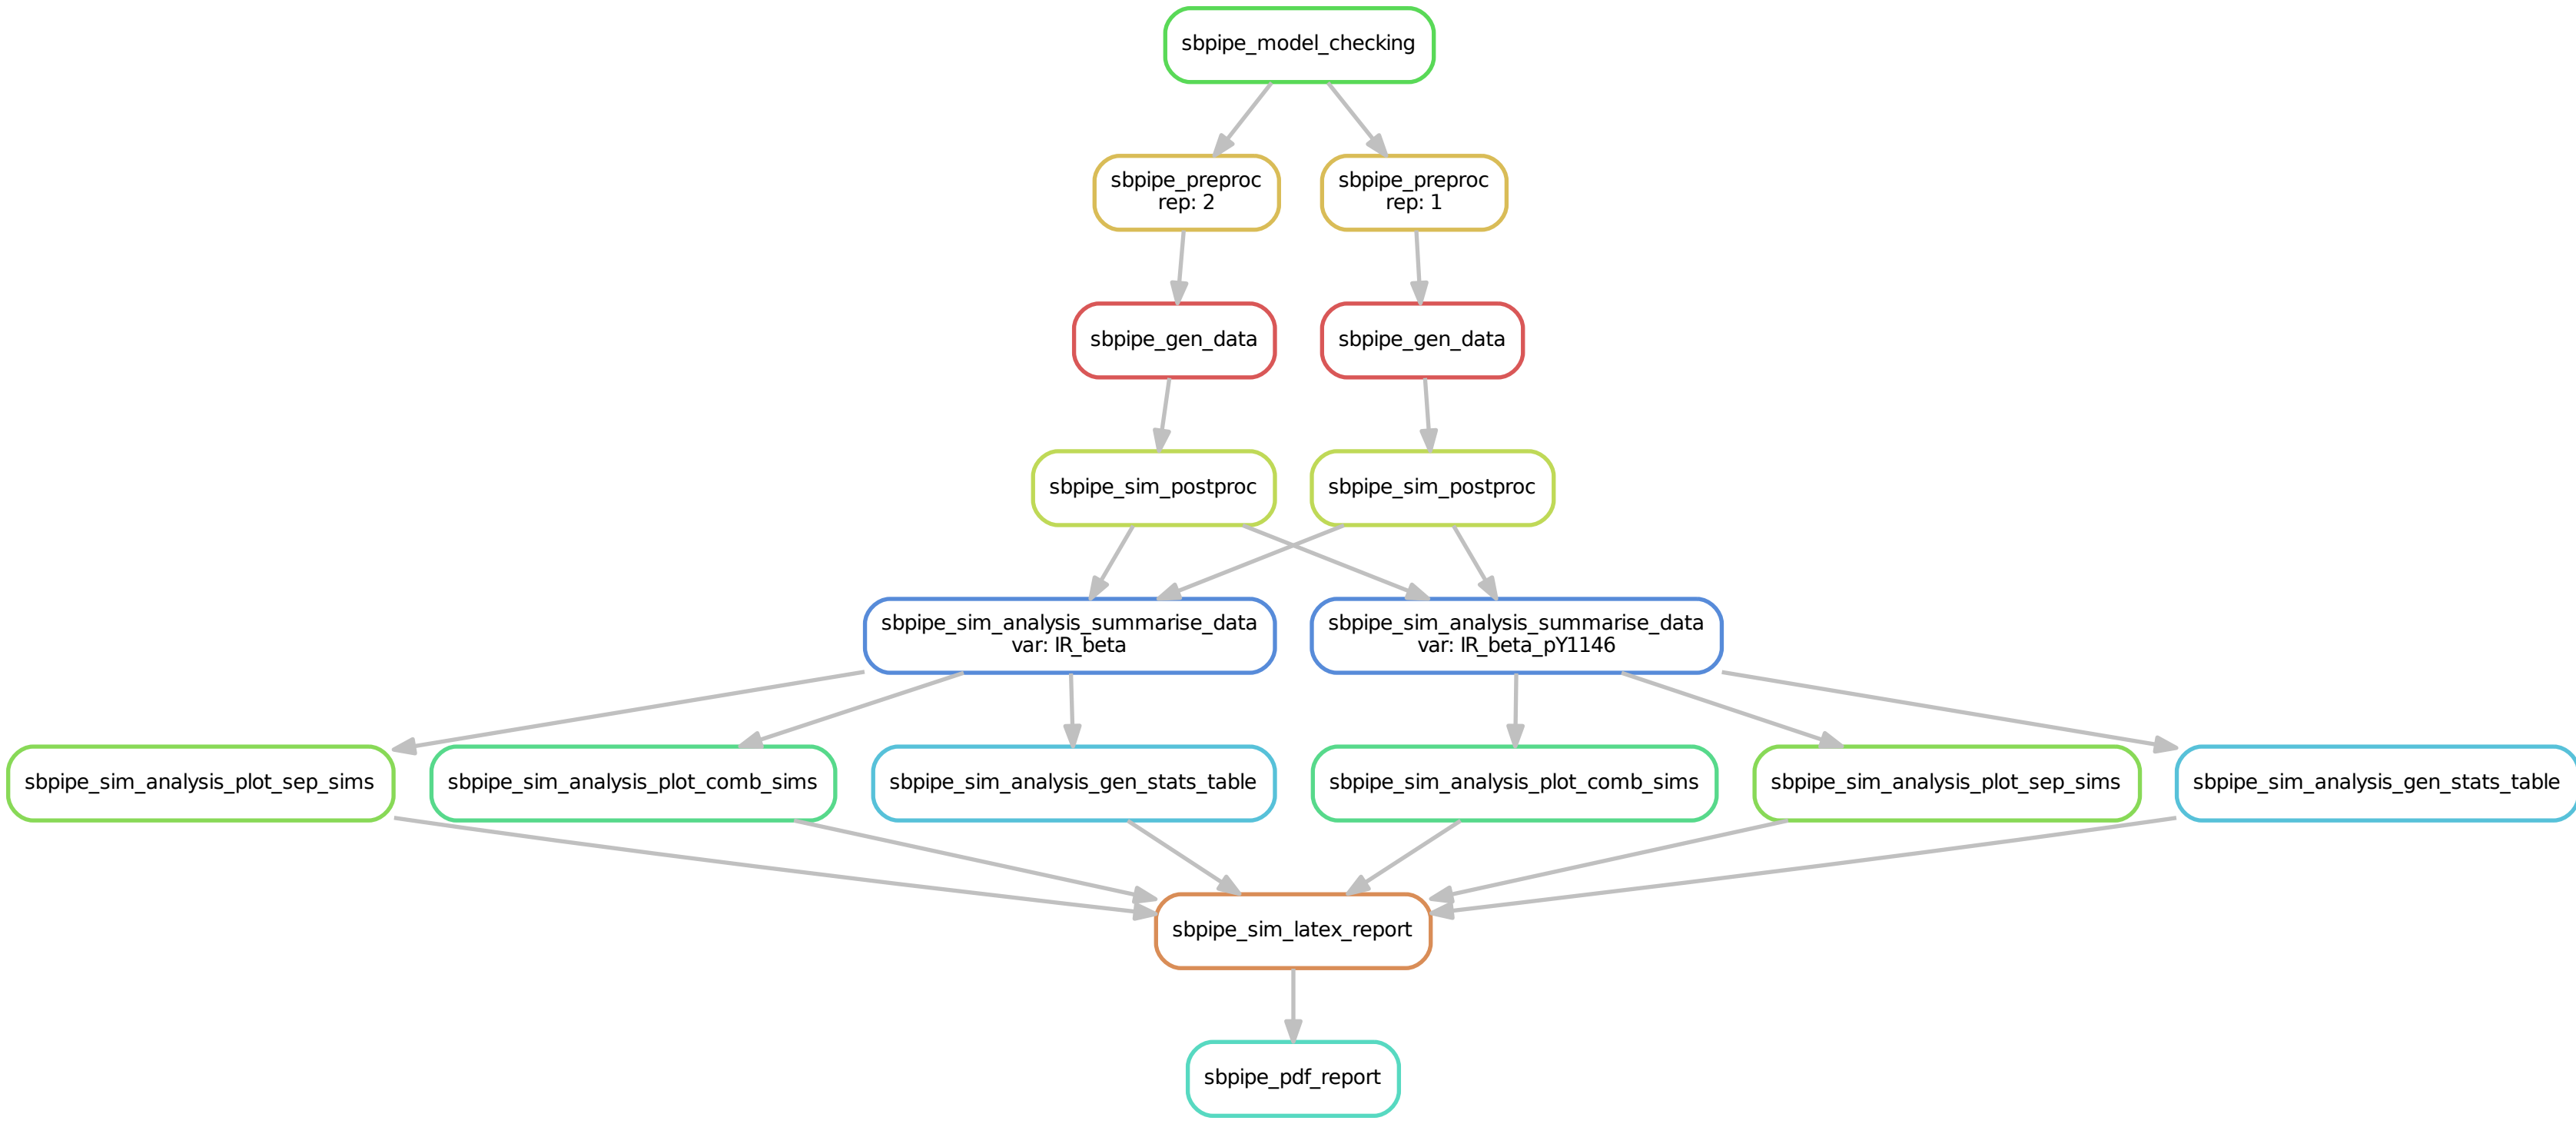 sbpipe_model_checking
sbpipe_preproc
rep: 2
sbpipe_preproc
rep: 1
sbpipe_gen_data
sbpipe_gen_data
sbpipe_sim_postproc
sbpipe_sim_postproc
sbpipe_sim_analysis_summarise_data
var: IR_beta
sbpipe_sim_analysis_summarise_data
var: IR_beta_pY1146
sbpipe_sim_analysis_plot_sep_sims
sbpipe_sim_analysis_plot_comb_sims
sbpipe_sim_analysis_gen_stats_table
sbpipe_sim_analysis_plot_comb_sims
sbpipe_sim_analysis_plot_sep_sims
sbpipe_sim_analysis_gen_stats_table
sbpipe_sim_latex_report
sbpipe_pdf_report